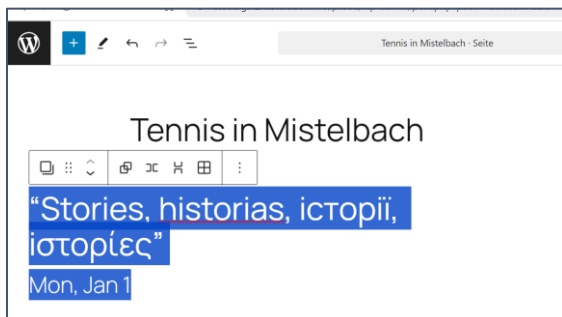 Tennis in Mistelbach · Seite
Tennis in Mistelbach
“Stories, historias, історії,
ιστορίες”
Mon, Jan 1